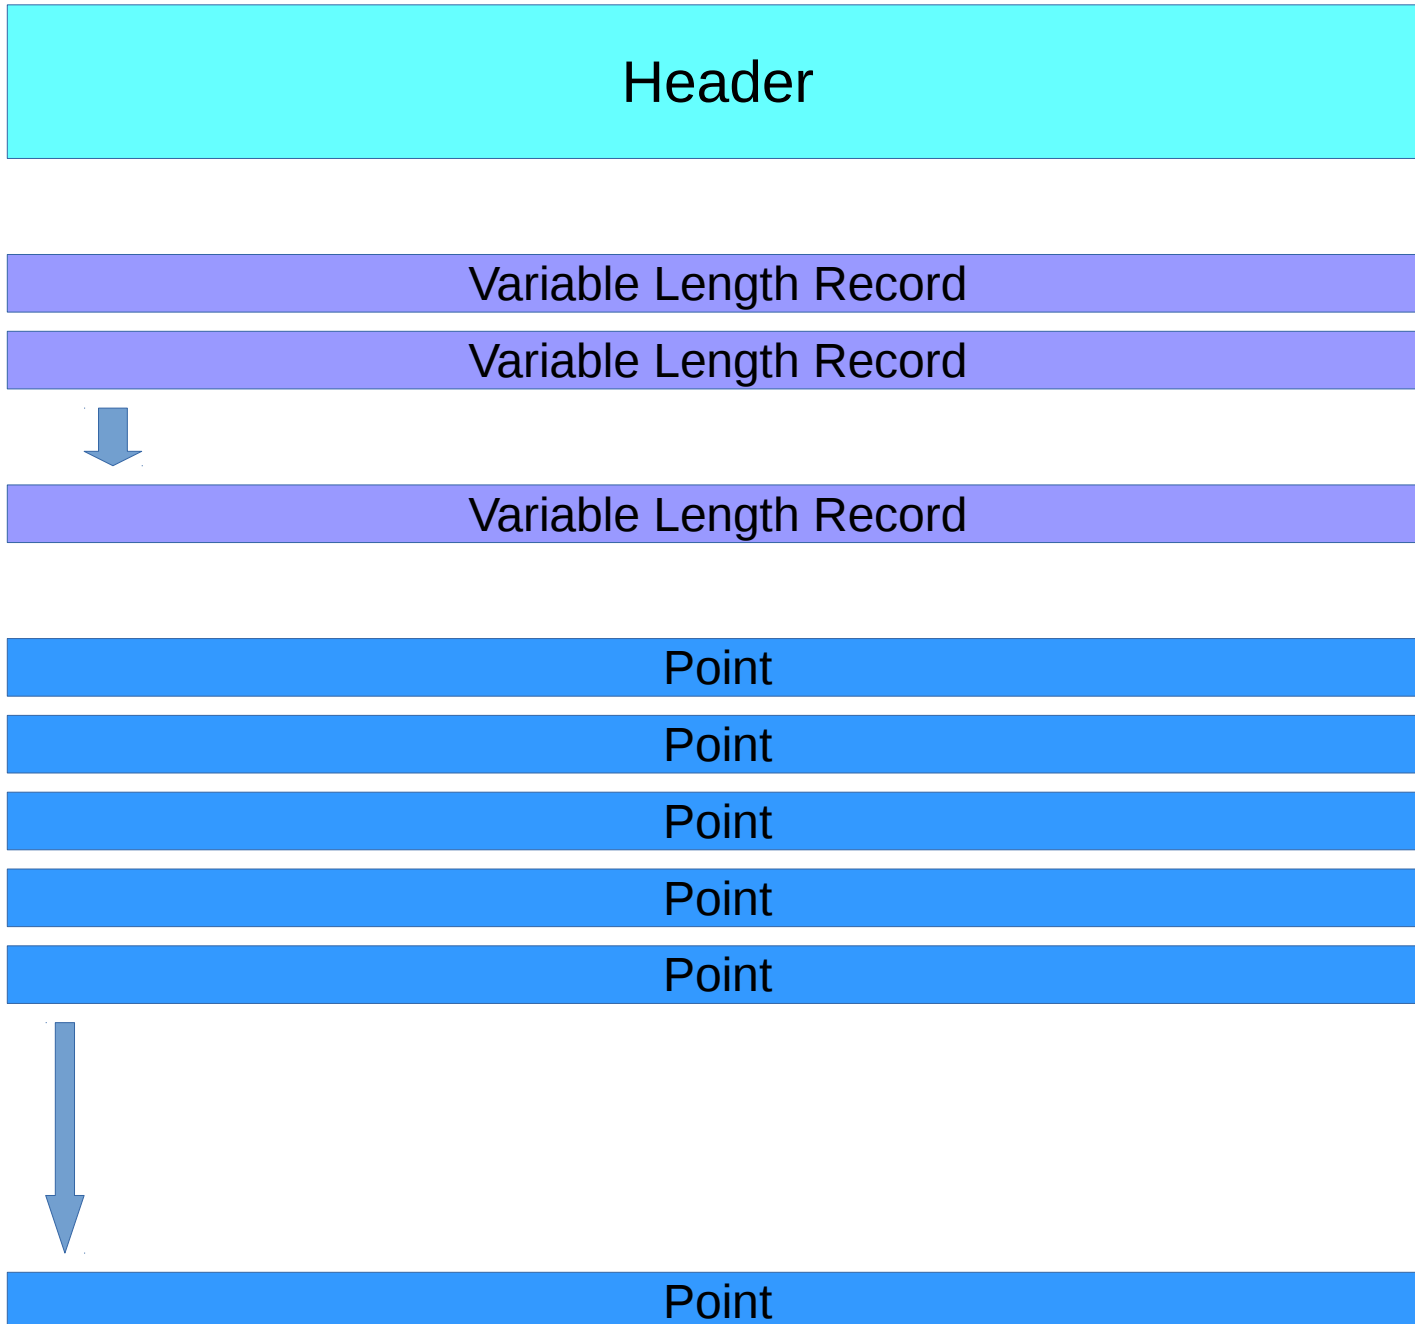 Header
Variable Length Record
Variable Length Record
Variable Length Record
Point
Point
Point
Point
Point
Point